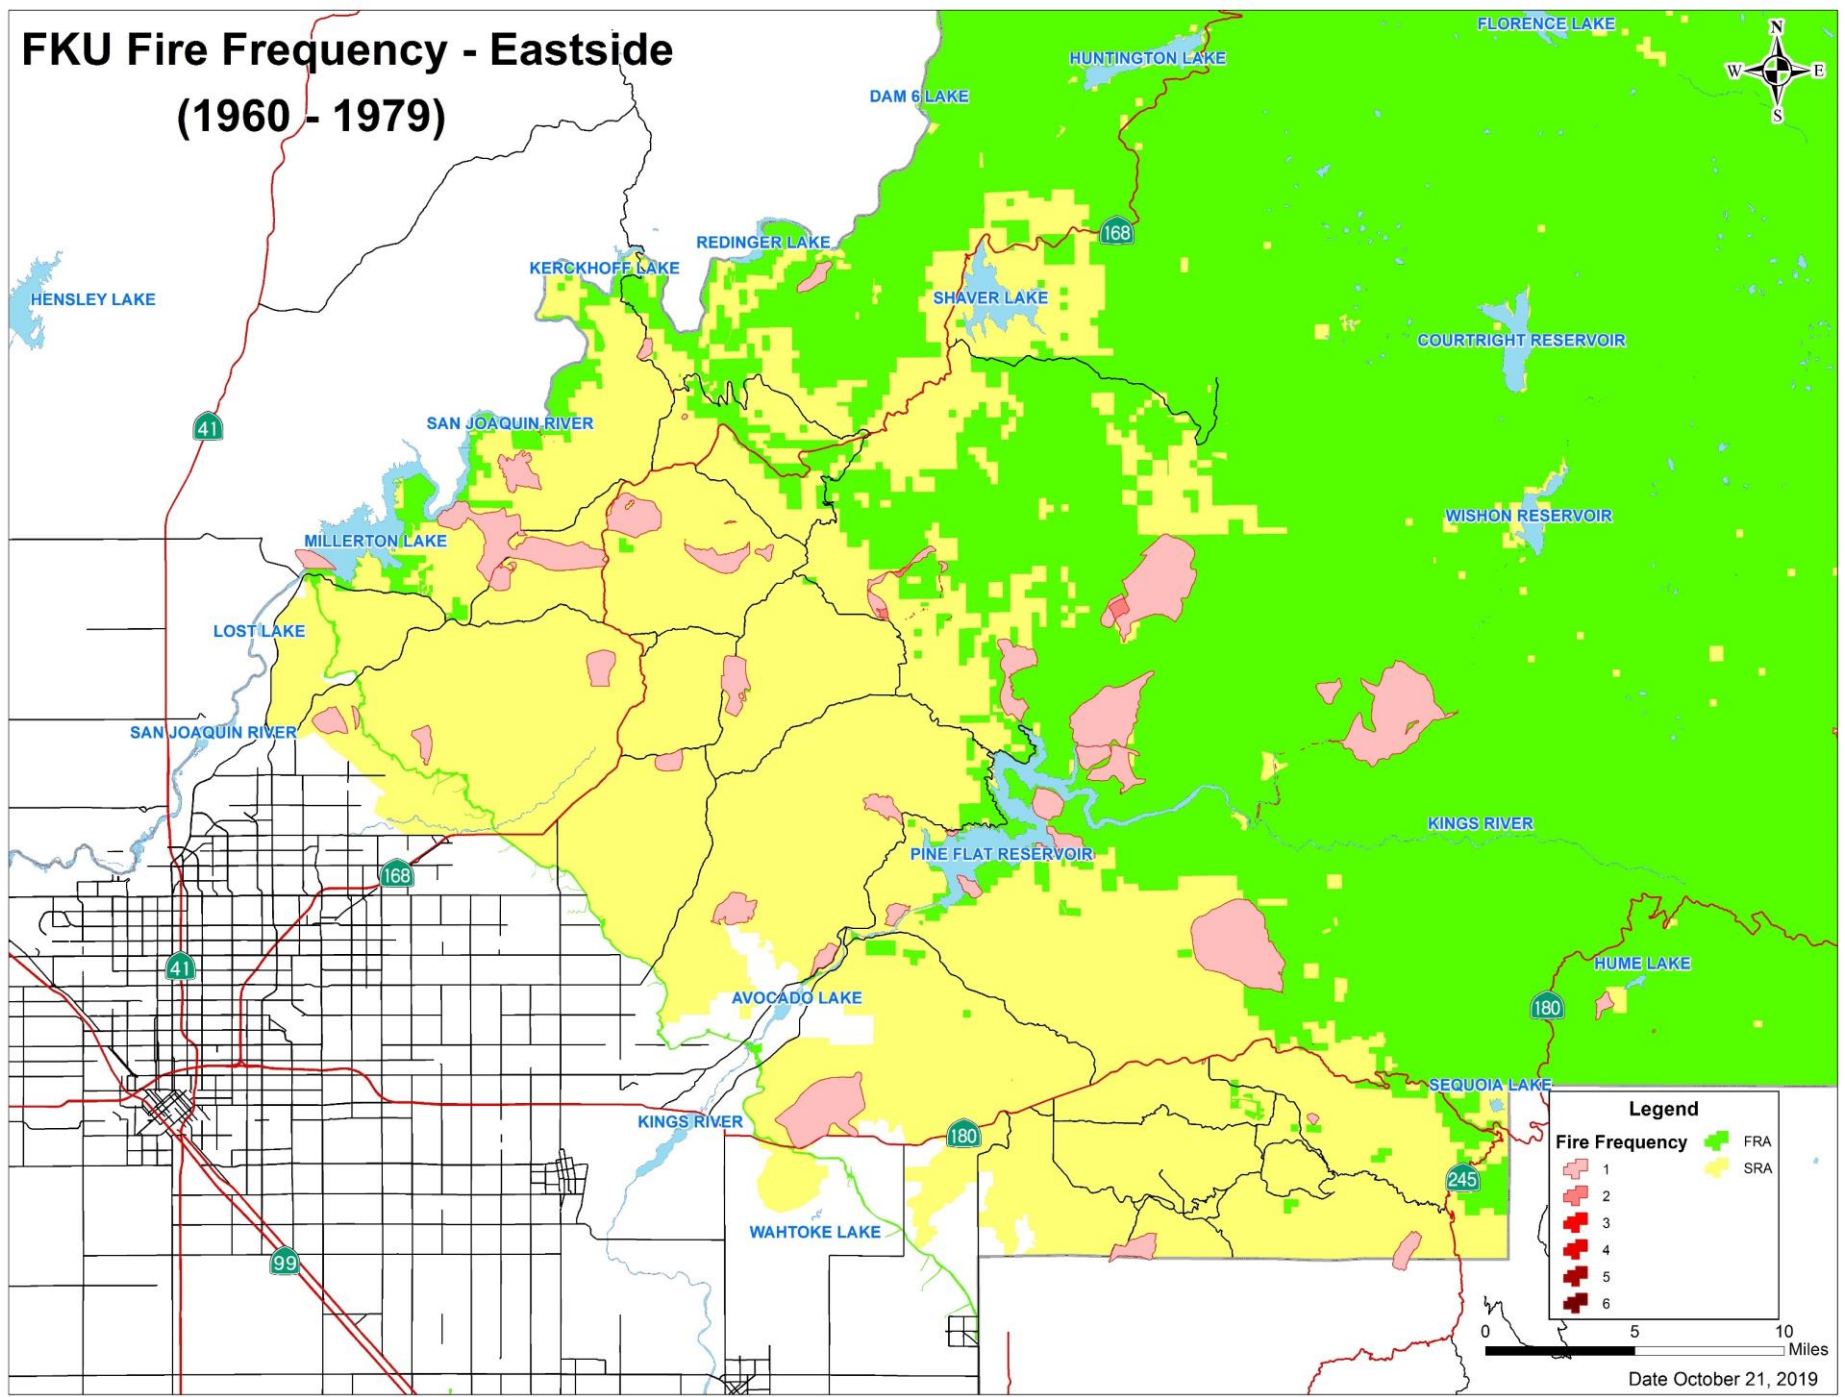 FKU Fire Frequency - Eastside
(1960 - 1979)
FLORENCE LAKE
HUNTINGTON LAKE
N
W E
S
DAM 6 LAKE
168
REDINGER LAKE
KERCKHOFF LAKE
HENSLEY LAKE
SHAVER LAKE
COURTRIGHT RESERVOIR
41
SAN JOAQUIN RIVER
WISHON RESERVOIR
MILLERTON LAKE
LOST LAKE
SAN JOAQUIN RIVER
KINGS RIVER
PINE FLAT RESERVOIR
168
41
HUME LAKE
AVOCADO LAKE
180
SEQUOIA LAKE
KINGS RIVER
180
245
WAHTOKE LAKE
99
Legend
Fire Frequency
1
2
3
4
5
6
FRA
SRA
0 5 10
Miles
Date October 21, 2019